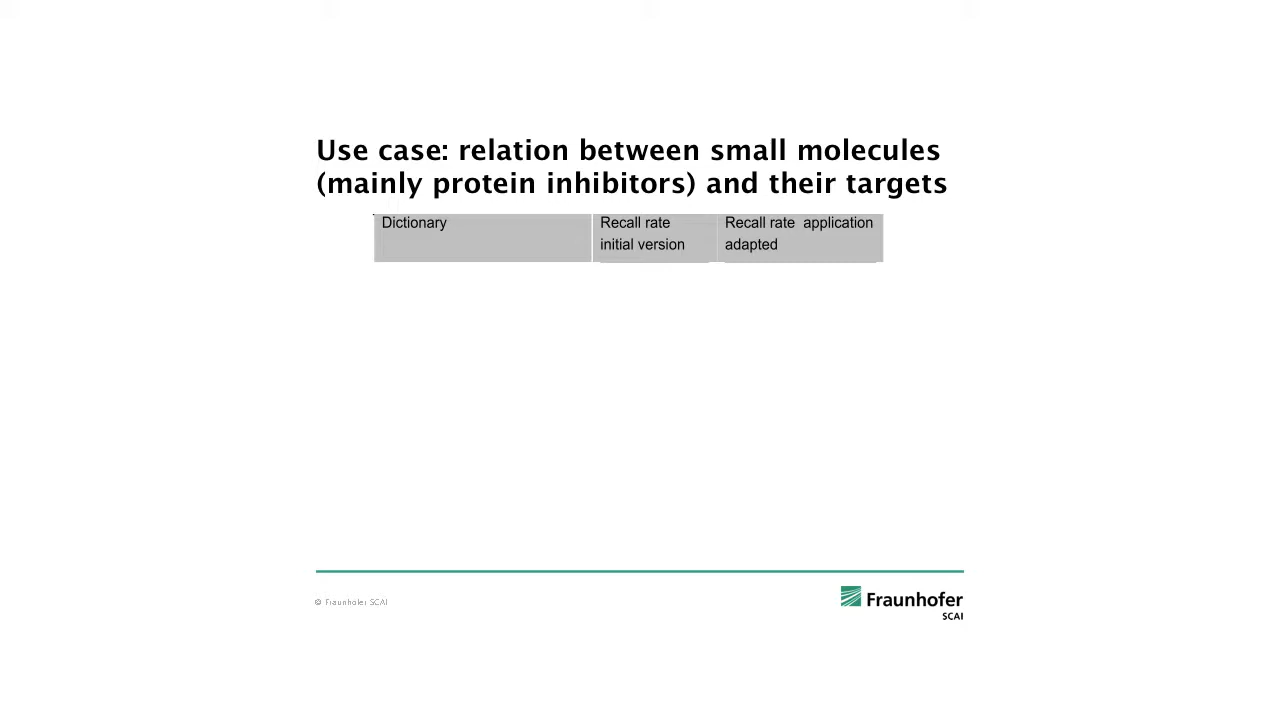 Use case: relation between small molecules
(mainly protein inhibitors) and their targets
Dictionary
Recall rate
initial version
Recall rate application
adapted
© Fraunhofer SCAI
Fraunhofer
SCAI